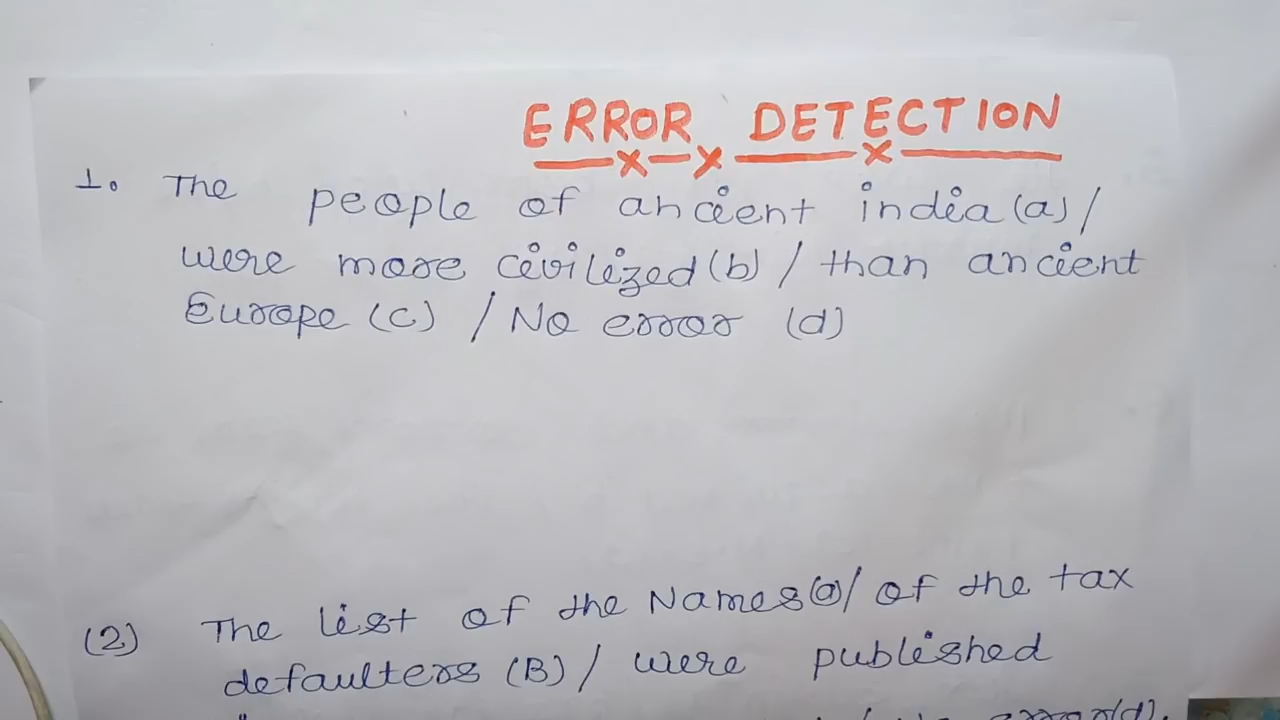 ERROR DETECTION
1. The people of ancient india (a) /
were more civilized (b) / than ancient
Europe (c) / No error (d)
(2) The list of the Names (a) / of the tax
defaulters (B) / were published
error (d).